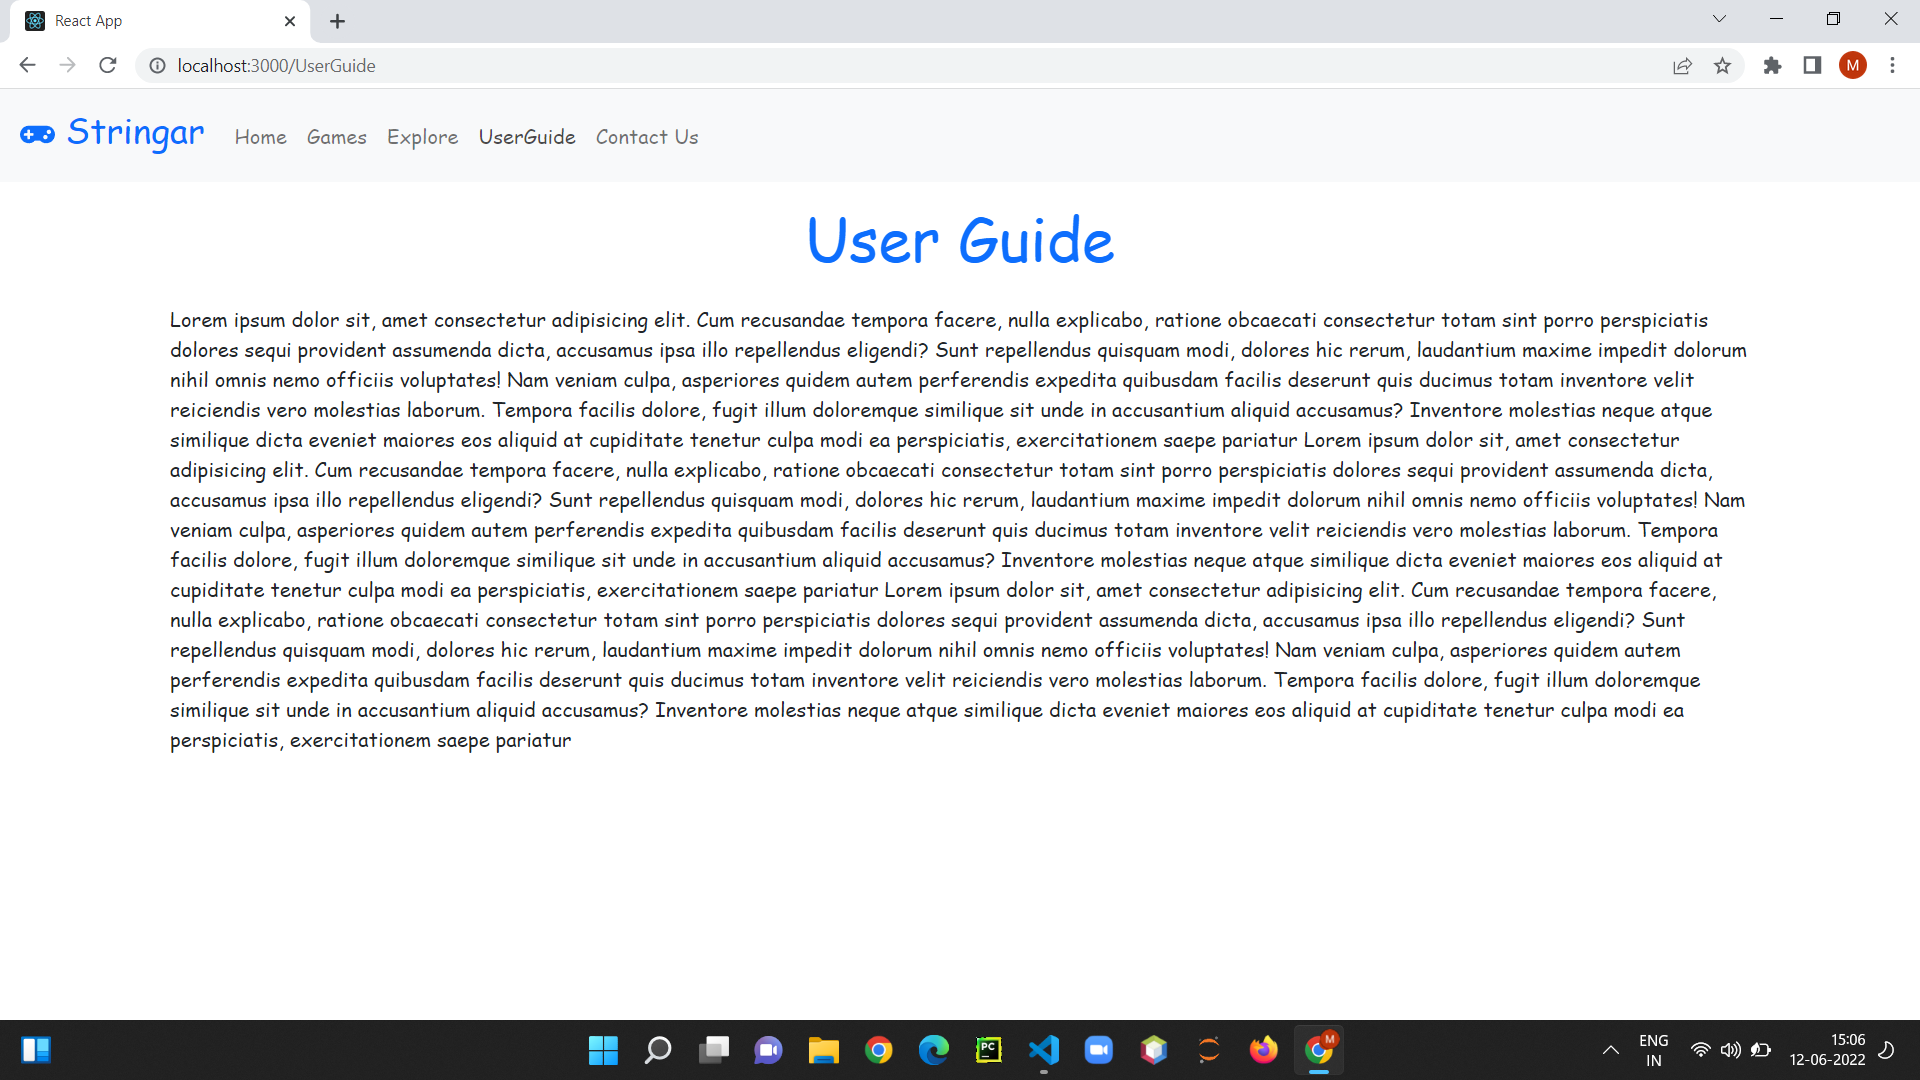 React App
localhost:3000/UserGuide
M
Stringar Home Games Explore UserGuide Contact Us
User Guide
Lorem ipsum dolor sit, amet consectetur adipisicing elit. Cum recusandae tempora facere, nulla explicabo, ratione obcaecati consectetur totam sint porro perspiciatis
dolores sequi provident assumenda dicta, accusamus ipsa illo repellendus eligendi? Sunt repellendus quisquam modi, dolores hic rerum, laudantium maxime impedit dolorum
nihil omnis nemo officiis voluptates! Nam veniam culpa, asperiores quidem autem perferendis expedita quibusdam facilis deserunt quis ducimus totam inventore velit
reiciendis vero molestias laborum. Tempora facilis dolore, fugit illum doloremque similique sit unde in accusantium aliquid accusamus? Inventore molestias neque atque
similique dicta eveniet maiores eos aliquid at cupiditate tenetur culpa modi ea perspiciatis, exercitationem saepe pariatur Lorem ipsum dolor sit, amet consectetur
adipisicing elit. Cum recusandae tempora facere, nulla explicabo, ratione obcaecati consectetur totam sint porro perspiciatis dolores sequi provident assumenda dicta,
accusamus ipsa illo repellendus eligendi? Sunt repellendus quisquam modi, dolores hic rerum, laudantium maxime impedit dolorum nihil omnis nemo officiis voluptates! Nam
veniam culpa, asperiores quidem autem perferendis expedita quibusdam facilis deserunt quis ducimus totam inventore velit reiciendis vero molestias laborum. Tempora
facilis dolore, fugit illum doloremque similique sit unde in accusantium aliquid accusamus? Inventore molestias neque atque similique dicta eveniet maiores eos aliquid at
cupiditate tenetur culpa modi ea perspiciatis, exercitationem saepe pariatur Lorem ipsum dolor sit, amet consectetur adipisicing elit. Cum recusandae tempora facere,
nulla explicabo, ratione obcaecati consectetur totam sint porro perspiciatis dolores sequi provident assumenda dicta, accusamus ipsa illo repellendus eligendi? Sunt
repellendus quisquam modi, dolores hic rerum, laudantium maxime impedit dolorum nihil omnis nemo officiis voluptates! Nam veniam culpa, asperiores quidem autem
perferendis expedita quibusdam facilis deserunt quis ducimus totam inventore velit reiciendis vero molestias laborum. Tempora facilis dolore, fugit illum doloremque
similique sit unde in accusantium aliquid accusamus? Inventore molestias neque atque similique dicta eveniet maiores eos aliquid at cupiditate tenetur culpa modi ea
perspiciatis, exercitationem saepe pariatur
PC
M
ENG
IN
15:06
12-06-2022